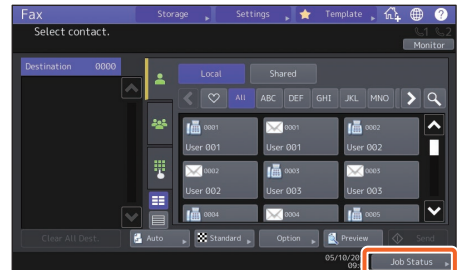 Fax Storage Settings Template ?
Select contact. 1 2
Monitor
Destination 0000
Local Shared
All ABC DEF GHI JKL MNO
0001 0001 0002
User 001 User 001 User 002
0002 0003 0003
User 002 User 003 User 003
0004 0004 0005
Clear All Dest. Auto Standard Option Preview Send
Job Status